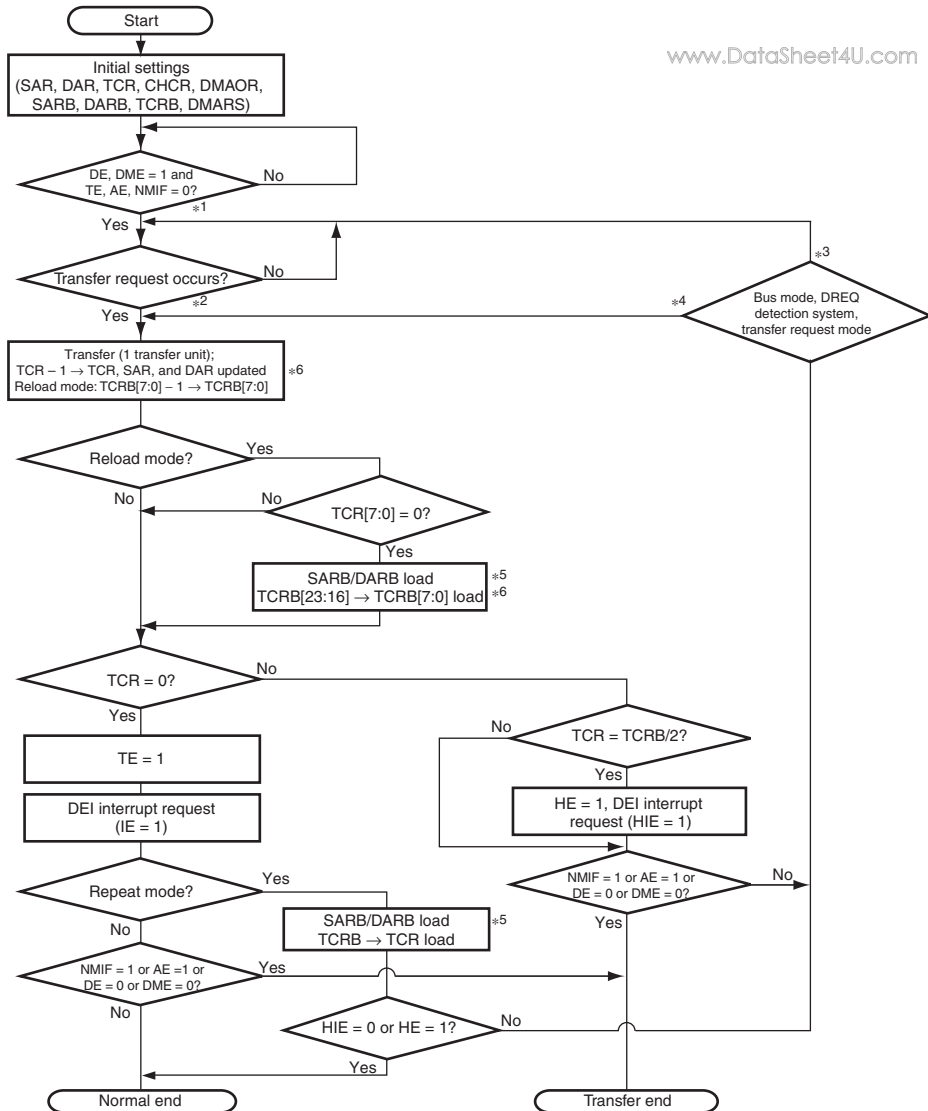 Start
www.DataSheet4U.com
Initial settings
(SAR, DAR, TCR, CHCR, DMAOR,
SARB, DARB, TCRB, DMARS)
DE, DME = 1 and
TE, AE, NMIF = 0?
No
*1
Yes
Transfer request occurs?
No
*2
Yes
*3
Bus mode, DREQ
detection system,
transfer request mode
*4
Transfer (1 transfer unit);
TCR – 1 → TCR, SAR, and DAR updated
Reload mode: TCRB[7:0] – 1 → TCRB[7:0]
*6
Reload mode?
Yes
No
TCR[7:0] = 0?
No
Yes
SARB/DARB load
*5
TCRB[23:16] → TCRB[7:0] load
*6
TCR = 0?
No
Yes
TCR = TCRB/2?
No
Yes
TE = 1
HE = 1, DEI interrupt
request (HIE = 1)
DEI interrupt request
(IE = 1)
NMIF = 1 or AE = 1 or
DE = 0 or DME = 0?
No
Yes
Repeat mode?
Yes
No
SARB/DARB load
TCRB → TCR load
*5
NMIF = 1 or AE =1 or
DE = 0 or DME = 0?
Yes
No
HIE = 0 or HE = 1?
No
Yes
Normal end
Transfer end